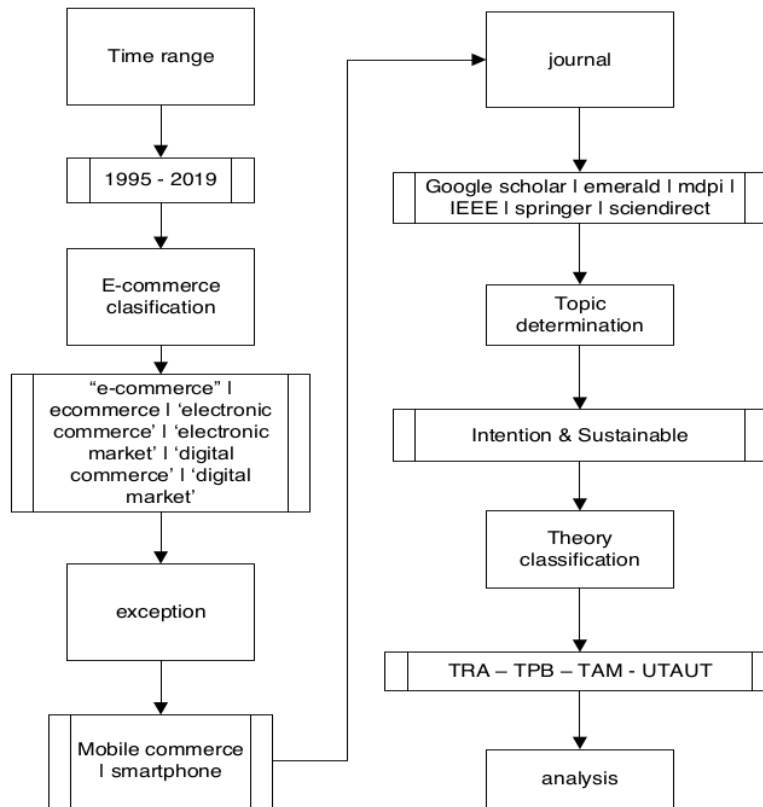 Time range
1995 - 2019
E-commerce
clasification
“e-commerce” |
ecommerce | ‘electronic
commerce’ | ‘electronic
market’ | ‘digital
commerce’ | ‘digital
market’
exception
Mobile commerce
| smartphone
journal
Google scholar | emerald | mdpi |
IEEE | springer | sciendirect
Topic
determination
Intention & Sustainable
Theory
classification
TRA – TPB – TAM - UTAUT
analysis